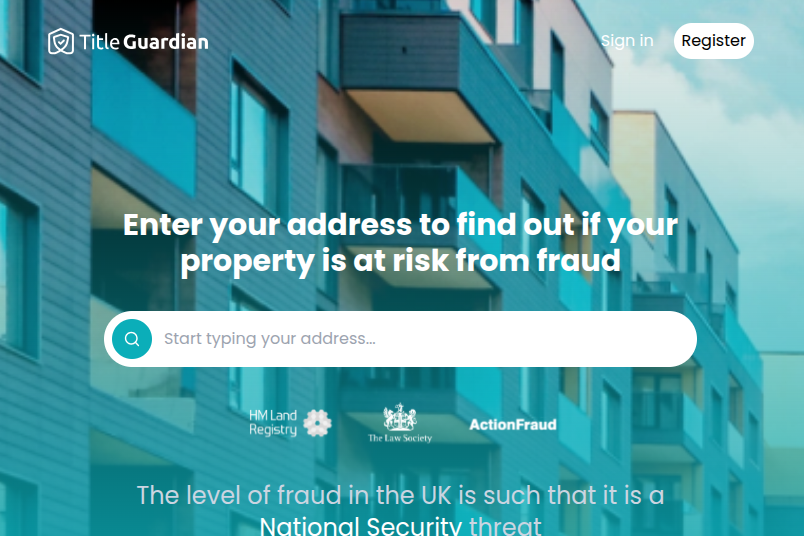 Title Guardian
Sign in
Register
Enter your address to find out if your
property is at risk from fraud
Start typing your address...
HM Land
Registry
The Law Society
ActionFraud
The level of fraud in the UK is such that it is a
National Security threat